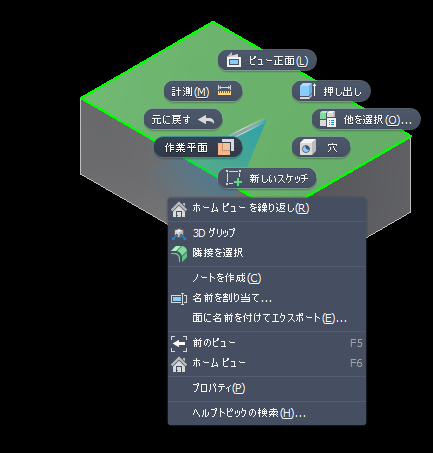 ビュー正面(L)
計測(M)
押し出し
元に戻す
他を選択(O)...
作業平面
穴
新しいスケッチ
ホーム ビュー を繰り返し(R)
3D グリップ
隣接を選択
ノートを作成(C)
名前を割り当て...
面に名前を付けてエクスポート(E)...
前のビュー F5
ホーム ビュー F6
プロパティ(P)
ヘルプトピックの検索(H)...